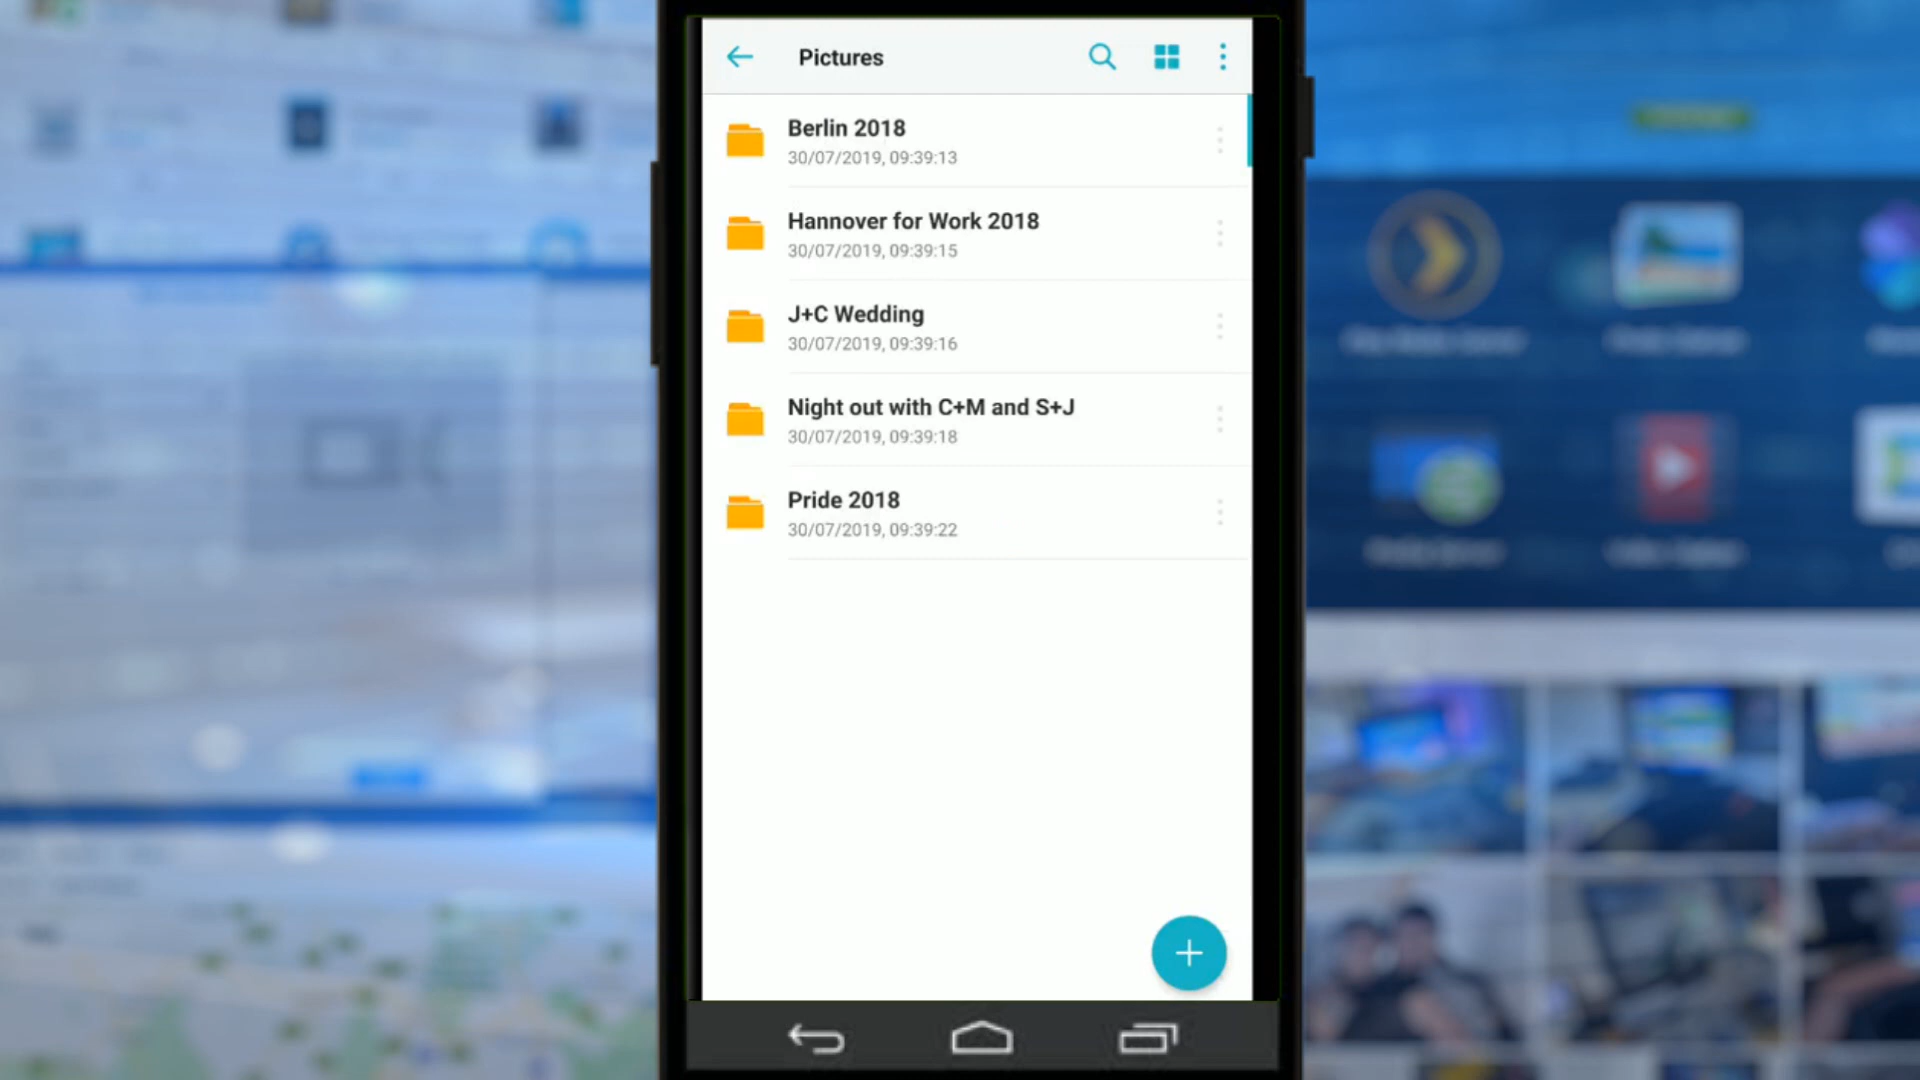 Pictures
Berlin 2018
30/07/2019, 09:39:13
Hannover for Work 2018
30/07/2019, 09:39:15
J+C Wedding
30/07/2019, 09:39:16
Night out with C+M and S+J
30/07/2019, 09:39:18
Pride 2018
30/07/2019, 09:39:22